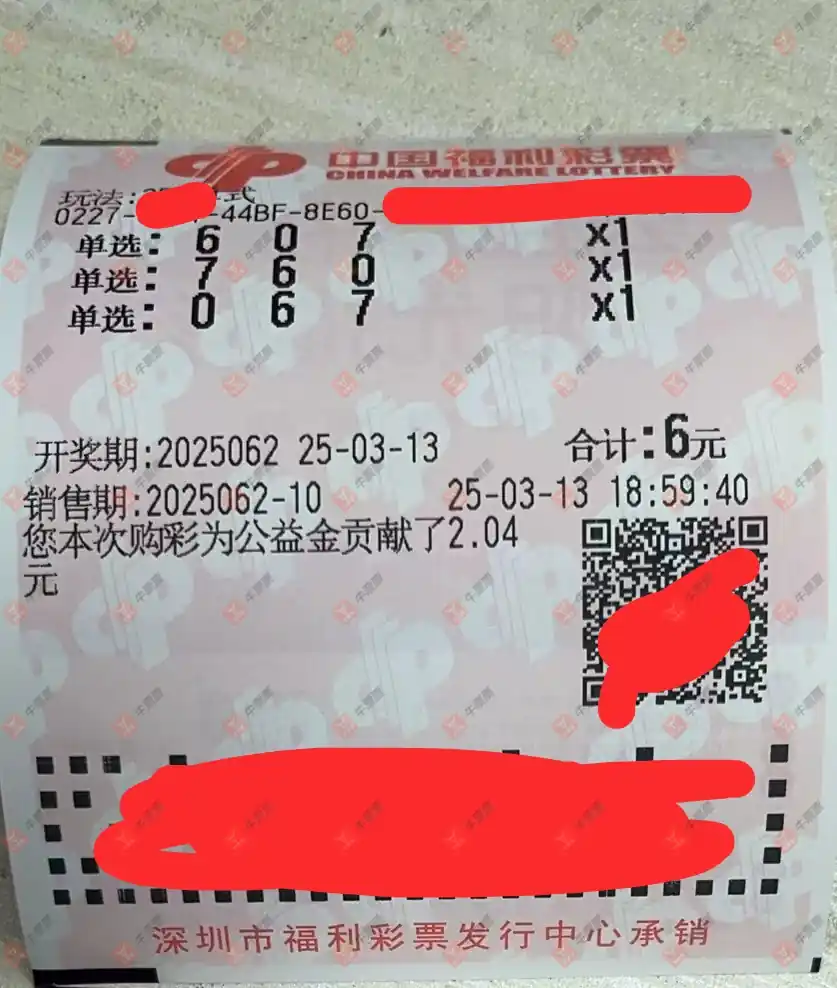 中国福利彩票
CHINA WELFARE LOTTERY
玩法:3 式
0227- -44BF-8E60-
单选: 6 0 7 x1
单选: 7 6 0 x1
单选: 0 6 7 x1
开奖期:2025062 25-03-13 合计:6元
销售期:2025062-10 25-03-13 18:59:40
您本次购彩为公益金贡献了2.04
元
深圳市福利彩票发行中心承销